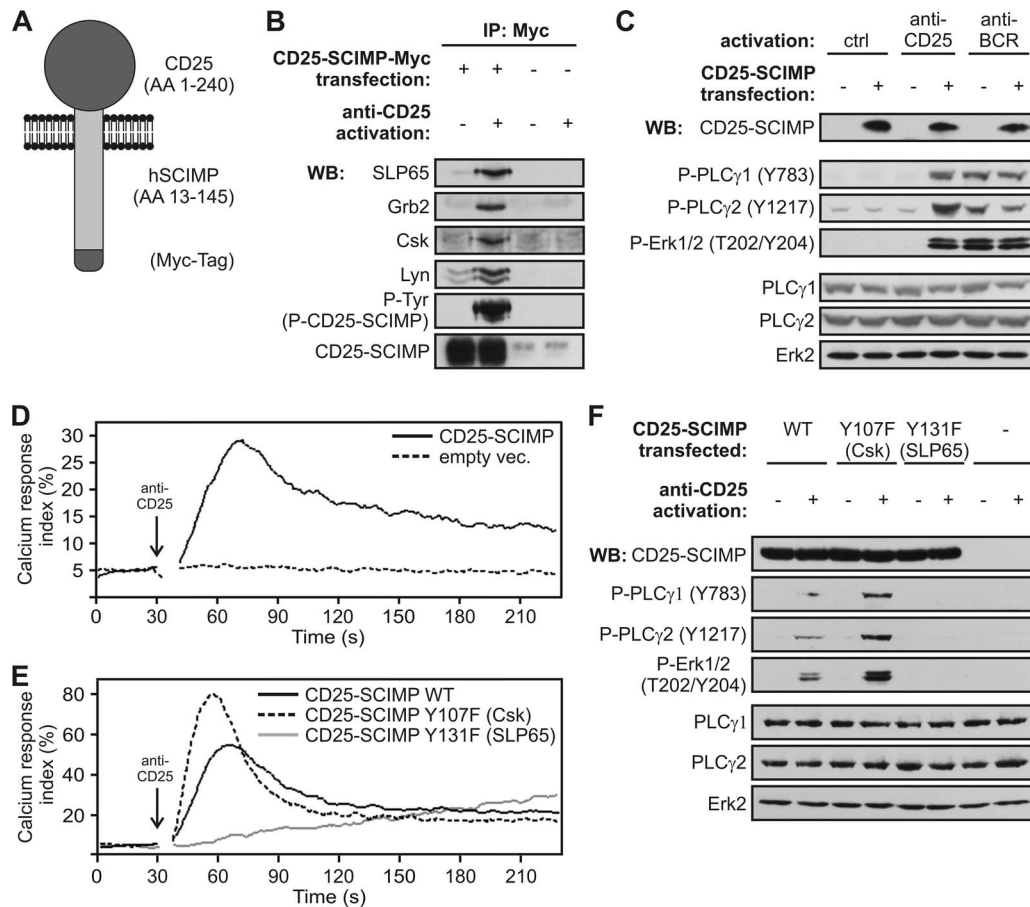 A
CD25
(AA 1-240)
hSCIMP
(AA 13-145)
(Myc-Tag)
B
IP: Myc
CD25-SCIMP-Myc
transfection:
+ + - -
anti-CD25
activation:
- + - +
WB: SLP65
Grb2
Csk
Lyn
P-Tyr
(P-CD25-SCIMP)
CD25-SCIMP
C
activation: ctrl anti-CD25 anti-BCR
CD25-SCIMP
transfection:
- + - + - +
WB: CD25-SCIMP
P-PLCγ1 (Y783)
P-PLCγ2 (Y1217)
P-Erk1/2 (T202/Y204)
PLCγ1
PLCγ2
Erk2
D
Calcium response
index (%)
30
25
20
15
10
5
anti-
CD25
CD25-SCIMP
empty vec.
0 30 60 90 120 150 180 210
Time (s)
E
Calcium response
index (%)
80
60
40
20
anti-
CD25
CD25-SCIMP WT
CD25-SCIMP Y107F (Csk)
CD25-SCIMP Y131F (SLP65)
0 30 60 90 120 150 180 210
Time (s)
F
CD25-SCIMP
transfected:
WT Y107F (Csk) Y131F (SLP65) -
anti-CD25
activation:
- + - + - + - +
WB: CD25-SCIMP
P-PLCγ1 (Y783)
P-PLCγ2 (Y1217)
P-Erk1/2
(T202/Y204)
PLCγ1
PLCγ2
Erk2